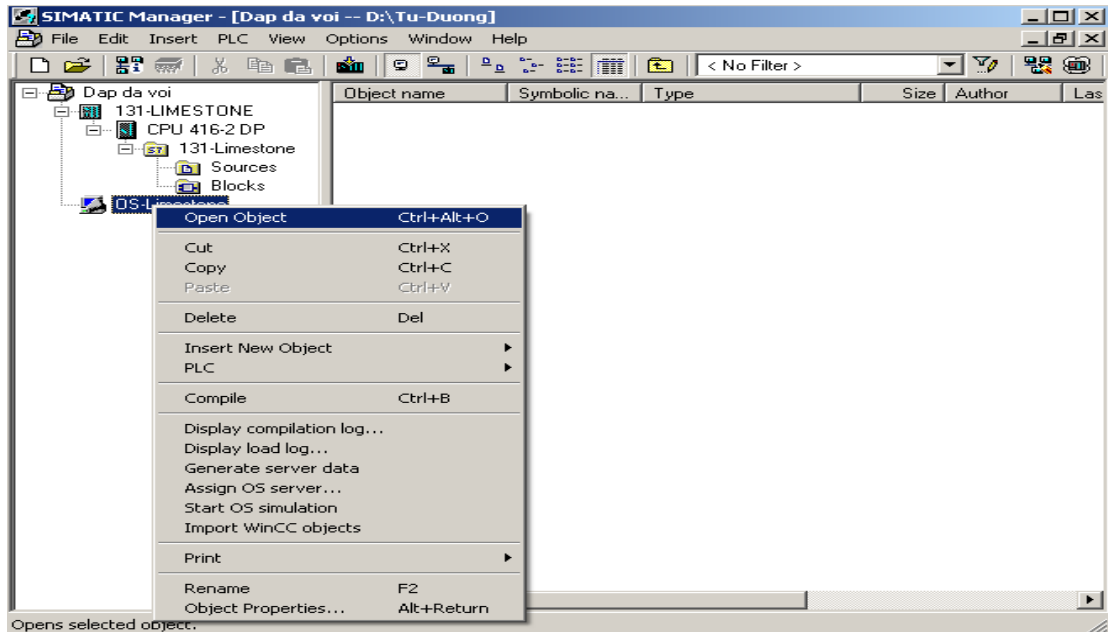 SIMATIC Manager - [Dap da voi -- D:\Tu-Duong]
File Edit Insert PLC View Options Window Help
< No Filter >
Dap da voi
131-LIMESTONE
CPU 416-2 DP
131-Limestone
Sources
Blocks
OS-Limestone
Object name Symbolic na... Type Size Author Las
Open Object Ctrl+Alt+O
Cut Ctrl+X
Copy Ctrl+C
Paste Ctrl+V
Delete Del
Insert New Object
PLC
Compile Ctrl+B
Display compilation log...
Display load log...
Generate server data
Assign OS server...
Start OS simulation
Import WinCC objects
Print
Rename F2
Object Properties... Alt+Return
Opens selected object.